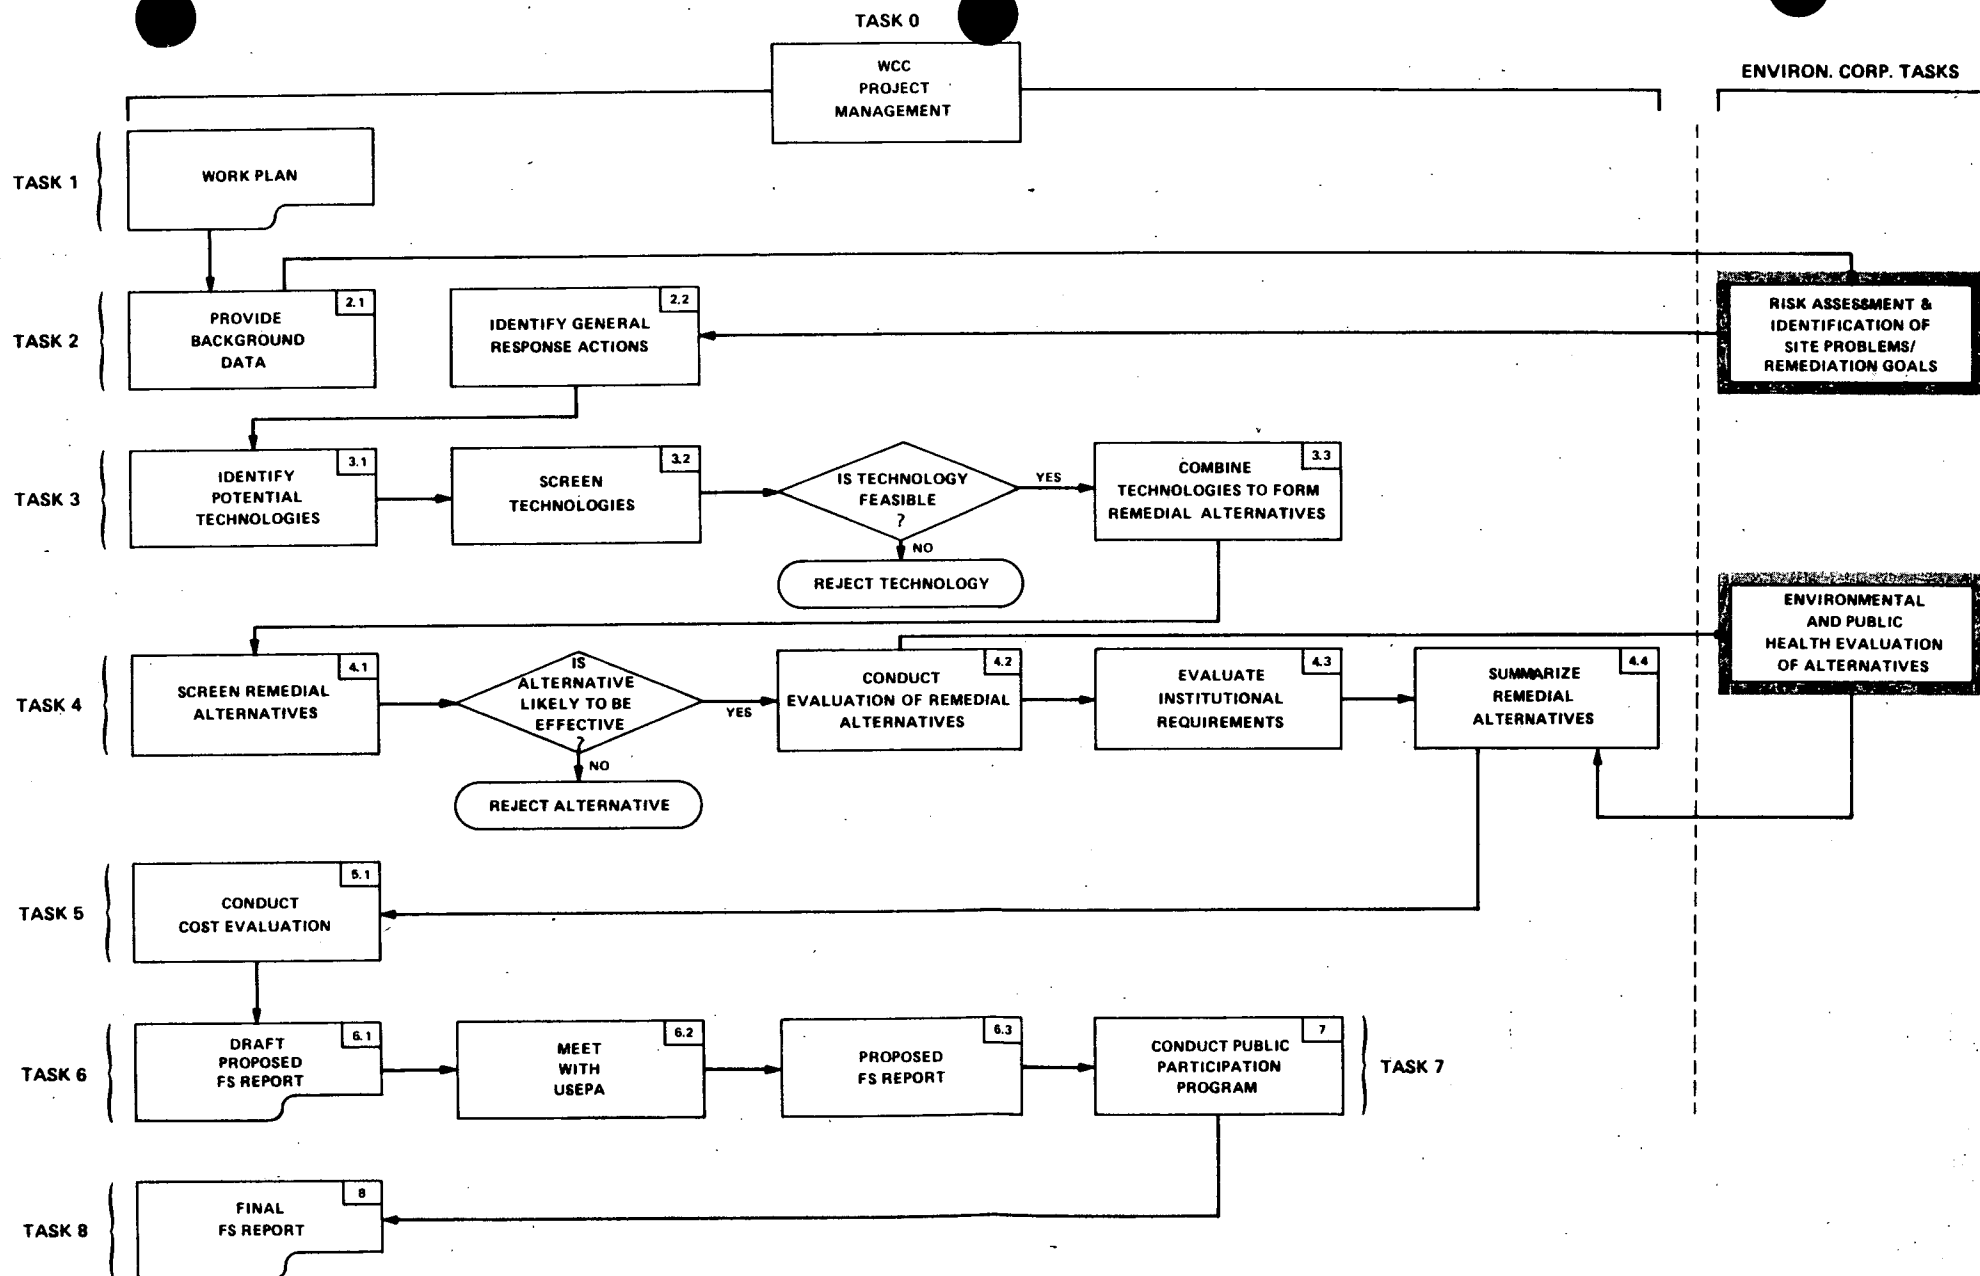 TASK 0
WCC
PROJECT
MANAGEMENT
ENVIRON. CORP. TASKS
TASK 1
WORK PLAN
TASK 2
2.1
PROVIDE
BACKGROUND
DATA
2.2
IDENTIFY GENERAL
RESPONSE ACTIONS
RISK ASSESSMENT &
IDENTIFICATION OF
SITE PROBLEMS/
REMEDIATION GOALS
TASK 3
3.1
IDENTIFY
POTENTIAL
TECHNOLOGIES
3.2
SCREEN
TECHNOLOGIES
IS TECHNOLOGY
FEASIBLE
?
YES
NO
REJECT TECHNOLOGY
3.3
COMBINE
TECHNOLOGIES TO FORM
REMEDIAL ALTERNATIVES
ENVIRONMENTAL
AND PUBLIC
HEALTH EVALUATION
OF ALTERNATIVES
TASK 4
4.1
SCREEN REMEDIAL
ALTERNATIVES
IS
ALTERNATIVE
LIKELY TO BE
EFFECTIVE
?
YES
NO
REJECT ALTERNATIVE
4.2
CONDUCT
EVALUATION OF REMEDIAL
ALTERNATIVES
4.3
EVALUATE
INSTITUTIONAL
REQUIREMENTS
4.4
SUMMARIZE
REMEDIAL
ALTERNATIVES
TASK 5
5.1
CONDUCT
COST EVALUATION
TASK 6
6.1
DRAFT
PROPOSED
FS REPORT
6.2
MEET
WITH
USEPA
6.3
PROPOSED
FS REPORT
7
CONDUCT PUBLIC
PARTICIPATION
PROGRAM
TASK 7
TASK 8
8
FINAL
FS REPORT